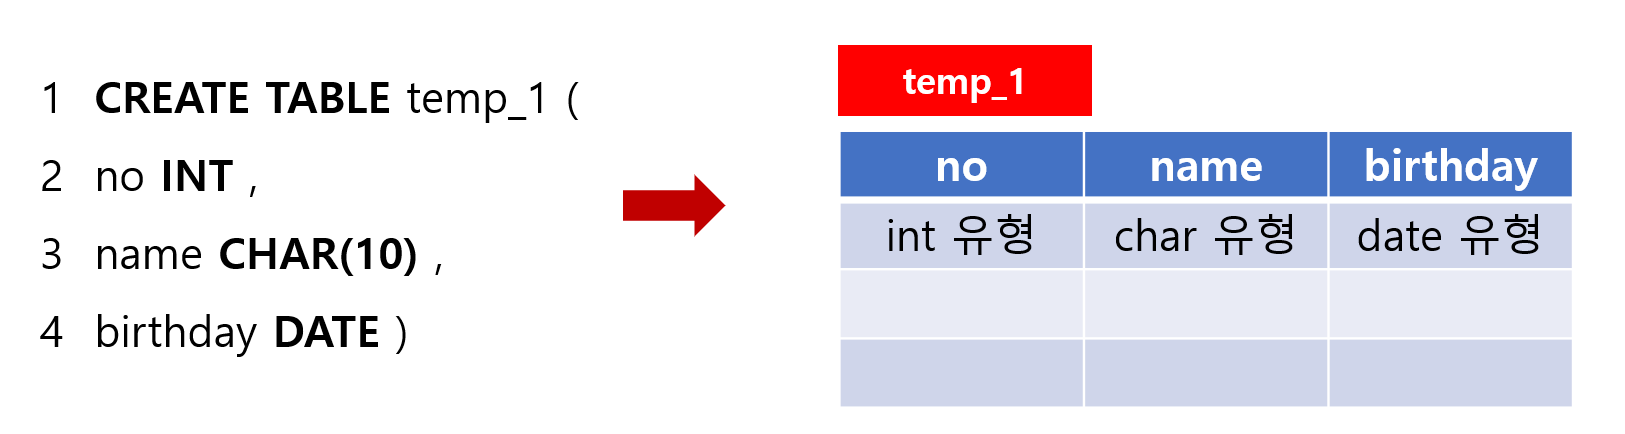 1 CREATE TABLE temp_1 (
2 no INT ,
3 name CHAR(10) ,
4 birthday DATE )
temp_1
no name birthday
int 유형 char 유형 date 유형